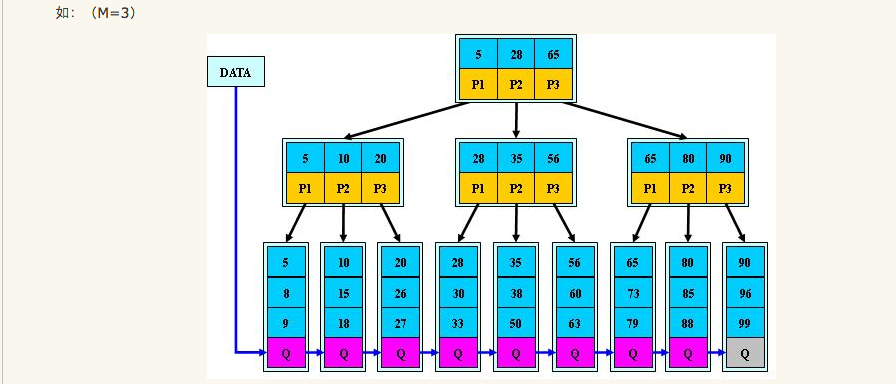 如：（M=3）
DATA
5 28 65
P1 P2 P3
5 10 20
P1 P2 P3
28 35 56
P1 P2 P3
65 80 90
P1 P2 P3
5
8
9
Q
10
15
18
Q
20
26
27
Q
28
30
33
Q
35
38
50
Q
56
60
63
Q
65
73
79
Q
80
85
88
Q
90
96
99
Q